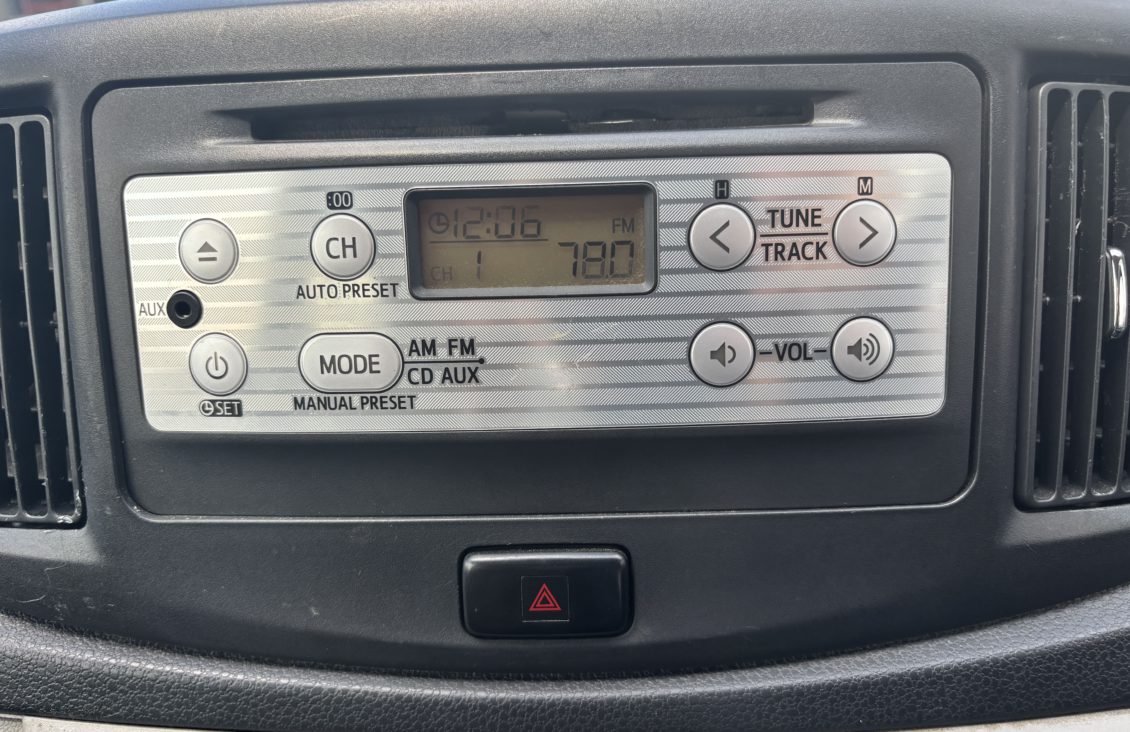 :00
H
M
CH
12:06
FM
TUNE
TRACK
CH 1
78.0
AUTO PRESET
AUX
MODE
AM FM
CD AUX
VOL
MANUAL PRESET
SET